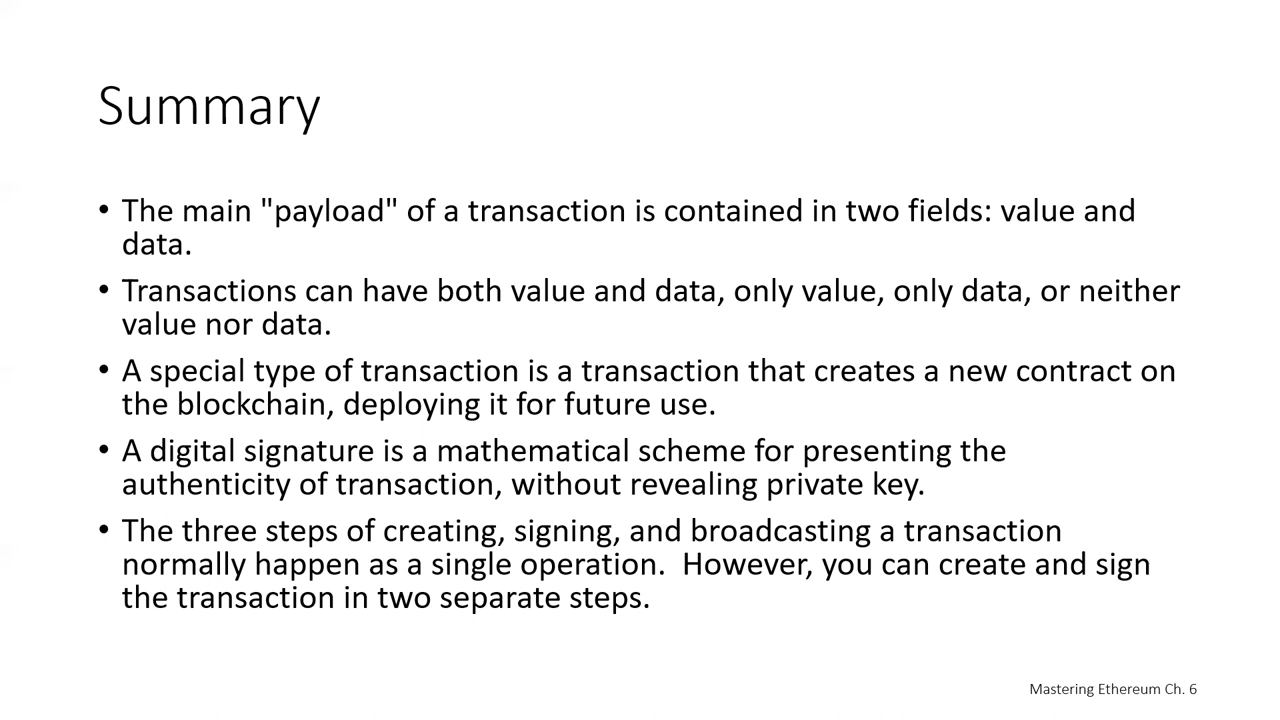 Summary
• The main "payload" of a transaction is contained in two fields: value and
data.
• Transactions can have both value and data, only value, only data, or neither
value nor data.
• A special type of transaction is a transaction that creates a new contract on
the blockchain, deploying it for future use.
• A digital signature is a mathematical scheme for presenting the
authenticity of transaction, without revealing private key.
• The three steps of creating, signing, and broadcasting a transaction
normally happen as a single operation.  However, you can create and sign
the transaction in two separate steps.
Mastering Ethereum Ch. 6